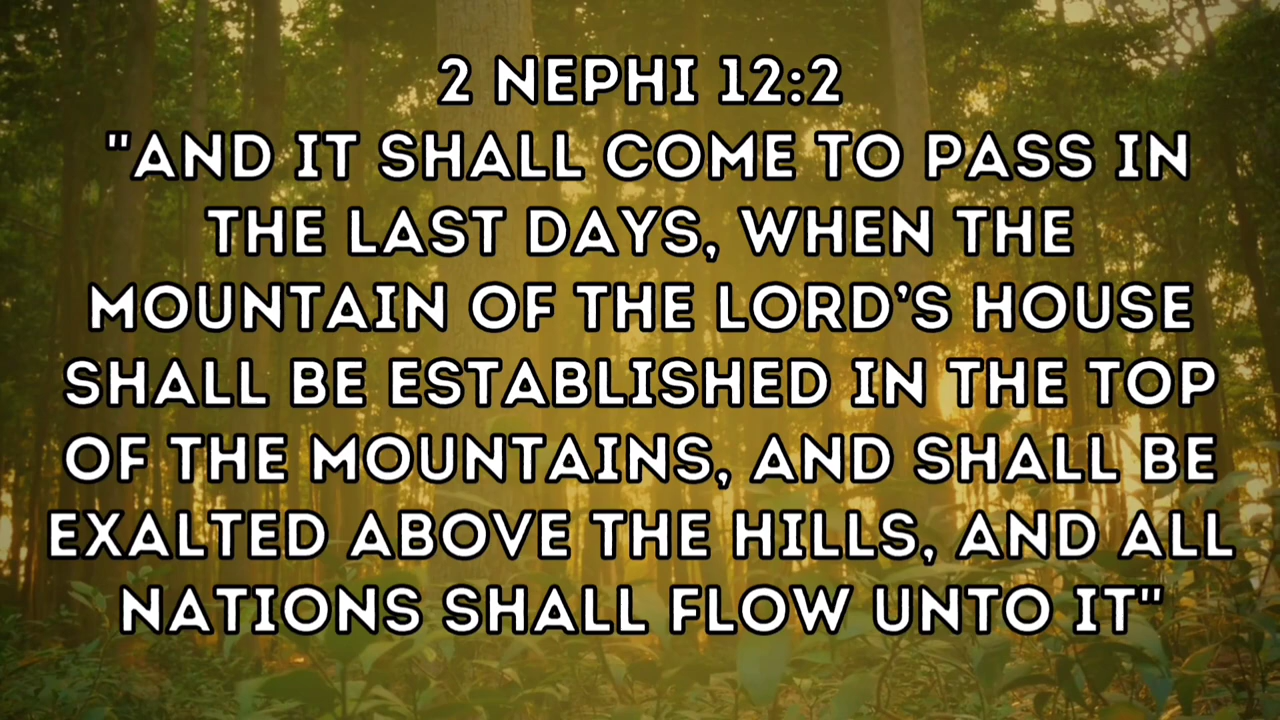 2 NEPHI 12:2
"AND IT SHALL COME TO PASS IN
THE LAST DAYS, WHEN THE
MOUNTAIN OF THE LORD’S HOUSE
SHALL BE ESTABLISHED IN THE TOP
OF THE MOUNTAINS, AND SHALL BE
EXALTED ABOVE THE HILLS, AND ALL
NATIONS SHALL FLOW UNTO IT"